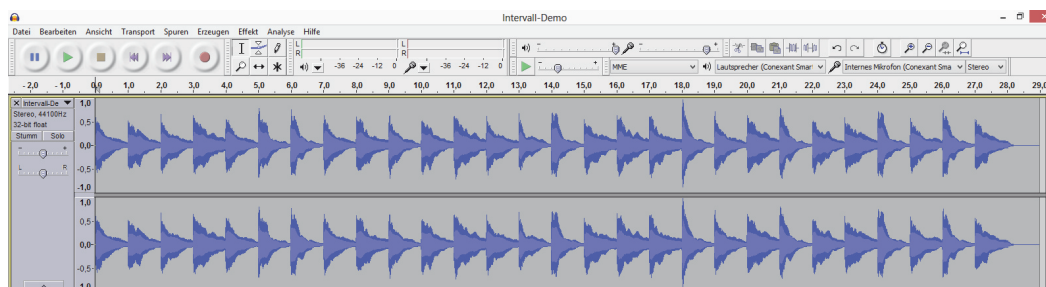 Intervall-Demo
Datei Bearbeiten Ansicht Transport Spuren Erzeugen Effekt Analyse Hilfe
L
R
-36 -24 -12 0
L
R
-36 -24 -12 0
MME
Lautsprecher (Conexant Smar
Internes Mikrofon (Conexant Sma
Stereo
-2,0 -1,0 0,0 1,0 2,0 3,0 4,0 5,0 6,0 7,0 8,0 9,0 10,0 11,0 12,0 13,0 14,0 15,0 16,0 17,0 18,0 19,0 20,0 21,0 22,0 23,0 24,0 25,0 26,0 27,0 28,0 29,0
Intervall-De
Stereo, 44100Hz
32-bit float
Stumm Solo
- +
L R
1,0
0,5
0,0
-0,5
-1,0
1,0
0,5
0,0
-0,5
-1,0